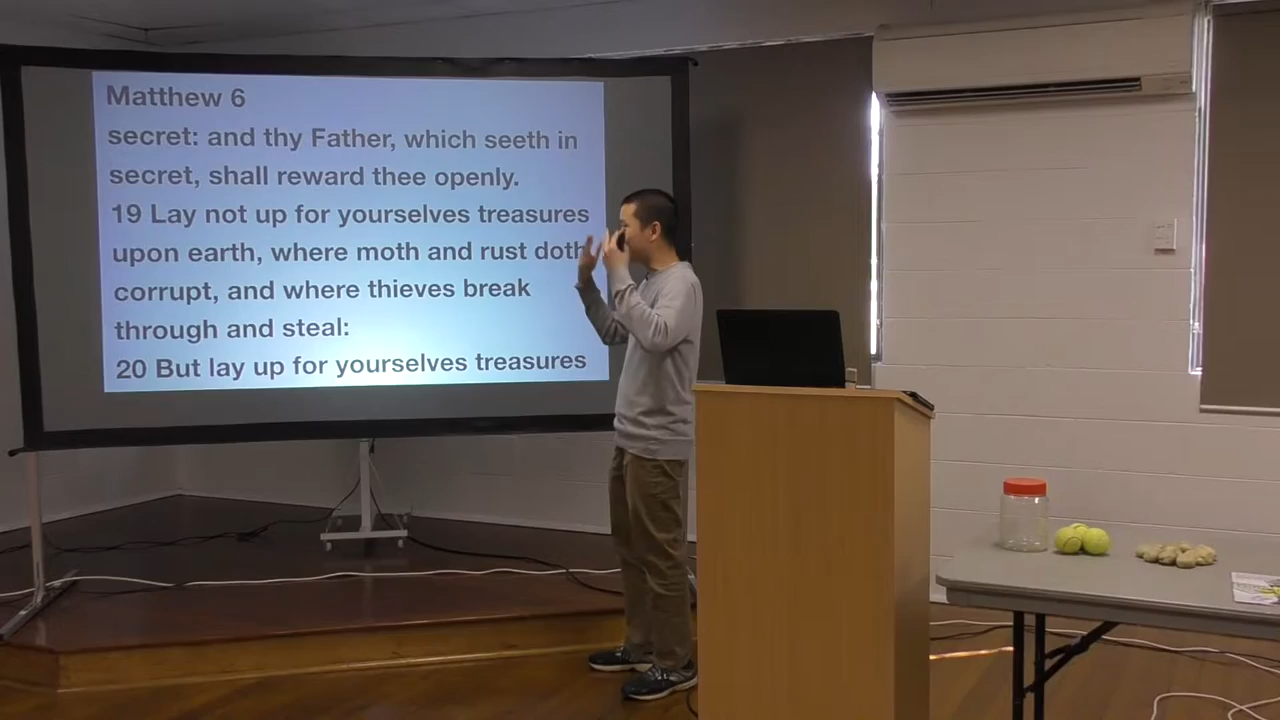 Matthew 6
secret: and thy Father, which seeth in
secret, shall reward thee openly.
19 Lay not up for yourselves treasures
upon earth, where moth and rust doth
corrupt, and where thieves break
through and steal:
20 But lay up for yourselves treasures